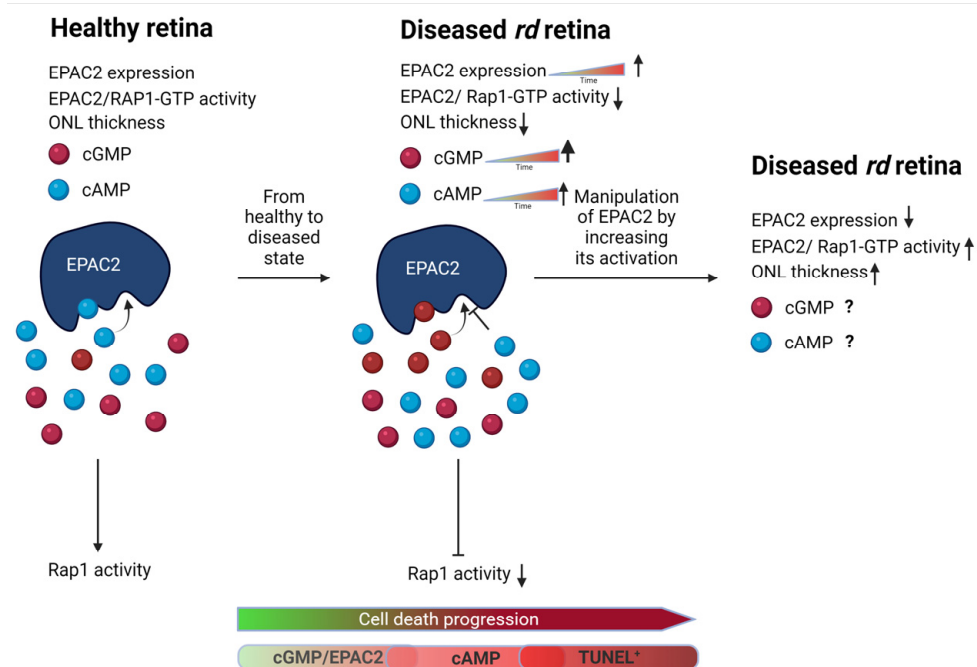 Healthy retina
EPAC2 expression
EPAC2/RAP1-GTP activity
ONL thickness
cGMP
cAMP
EPAC2
Rap1 activity
From
healthy to
diseased
state
Diseased rd retina
EPAC2 expression Time ↑
EPAC2/ Rap1-GTP activity ↓
ONL thickness ↓
cGMP Time ↑
cAMP Time ↑
EPAC2
Rap1 activity ↓
Manipulation
of EPAC2 by
increasing
its activation
Diseased rd retina
EPAC2 expression ↓
EPAC2/ Rap1-GTP activity ↑
ONL thickness ↑
cGMP ?
cAMP ?
Cell death progression
cGMP/EPAC2 cAMP TUNEL⁺